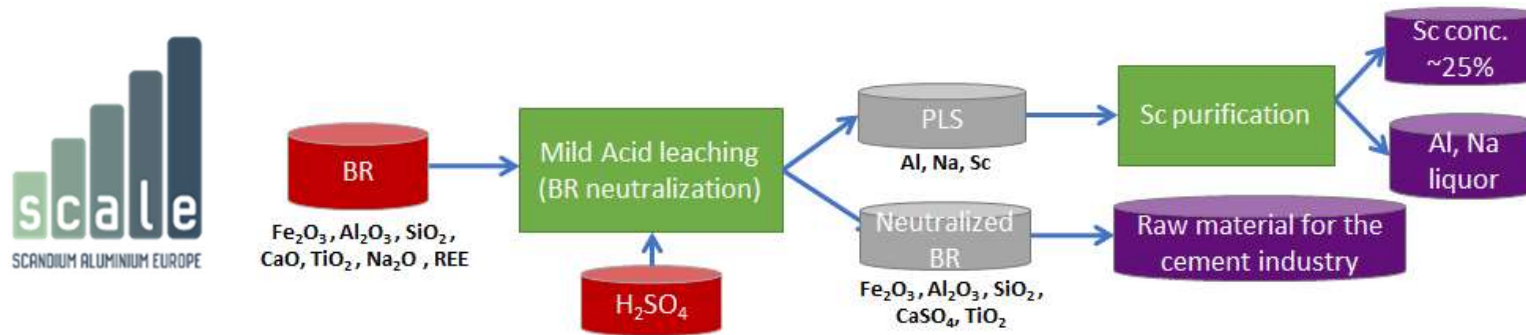 scale
SCANDIUM ALUMINIUM EUROPE
BR
Fe₂O₃, Al₂O₃, SiO₂,
CaO, TiO₂, Na₂O, REE
Mild Acid leaching
(BR neutralization)
H₂SO₄
PLS
Al, Na, Sc
Neutralized
BR
Fe₂O₃, Al₂O₃, SiO₂,
CaSO₄, TiO₂
Sc purification
Sc conc.
~25%
Al, Na
liquor
Raw material for the
cement industry